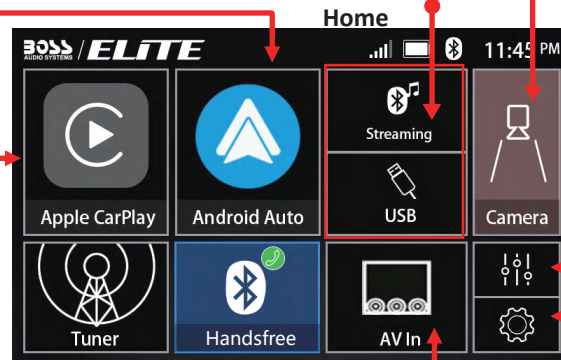 Home
BOSS / ELITE
AUDIO SYSTEMS
11:45 PM
Streaming
Apple CarPlay
Android Auto
USB
Camera
Tuner
Handsfree
AV In